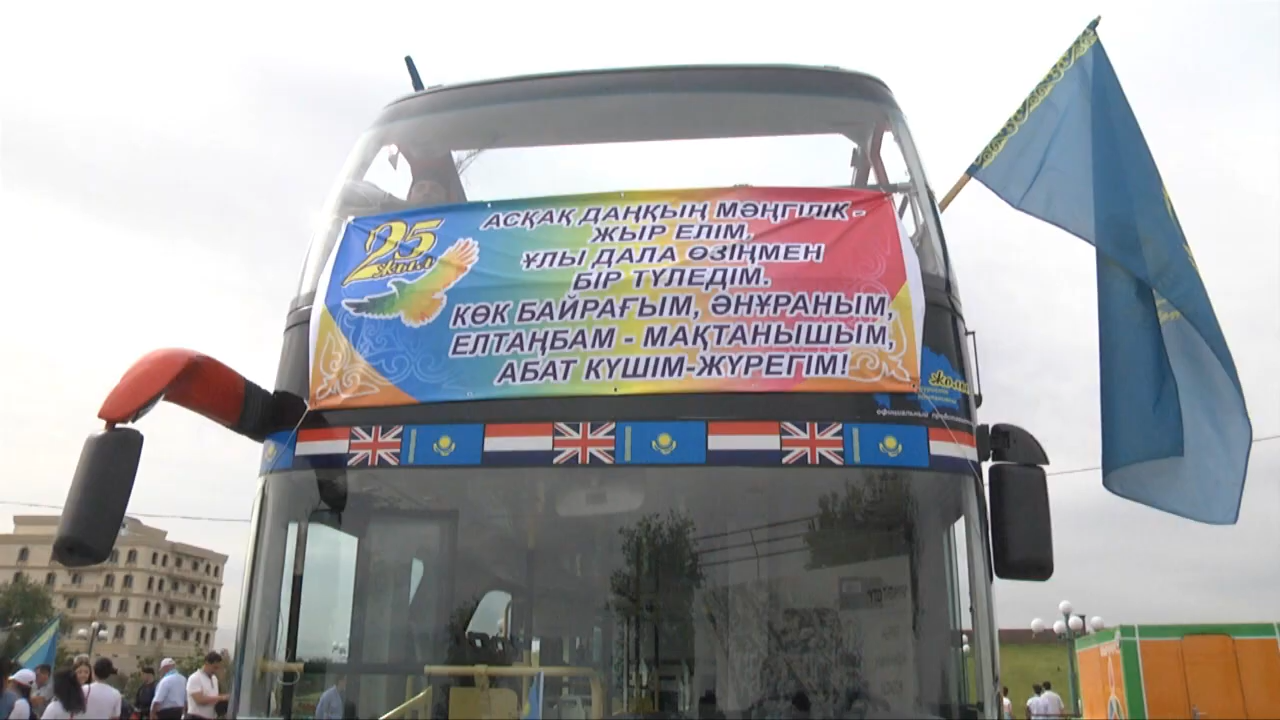 25
жыл
АСҚАҚ ДАҢҚЫҢ МӘҢГІЛІК -
ЖЫР ЕЛІМ,
ҰЛЫ ДАЛА ӨЗІҢМЕН
БІР ТҮЛЕДІМ.
КӨК БАЙРАҒЫМ, ӘНҰРАНЫМ,
ЕЛТАҢБАМ - МАҚТАНЫШЫМ,
АБАТ КҮШІМ-ЖҮРЕГІМ!
официальный